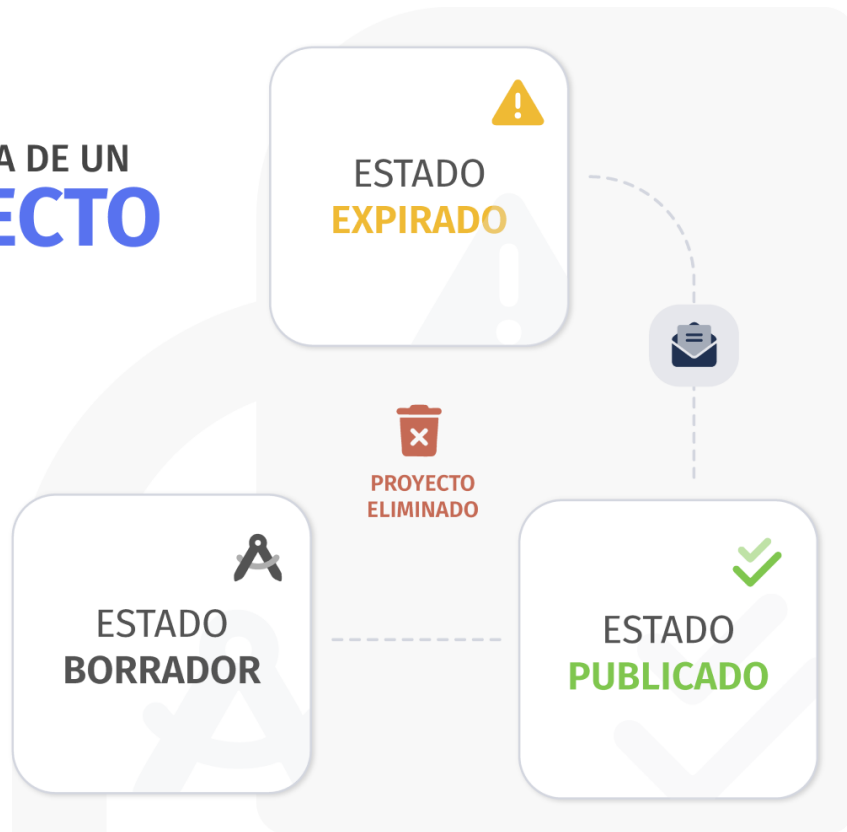 A DE UN
ECTO
ESTADO
EXPIRADO
PROYECTO
ELIMINADO
ESTADO
BORRADOR
ESTADO
PUBLICADO